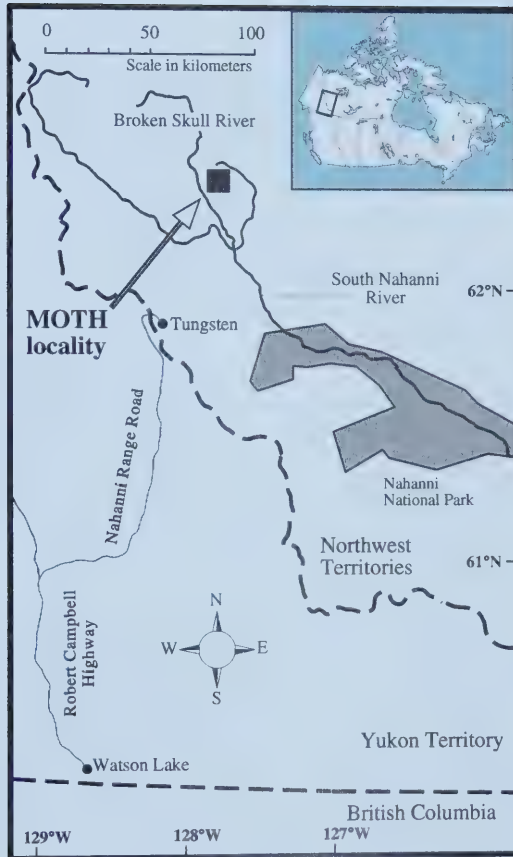 0 50 100
Scale in kilometers
Broken Skull River
South Nahanni
River
62°N
MOTH
locality
Tungsten
Nahanni Range Road
Nahanni
National Park
Northwest
Territories
61°N
N
W E
S
Robert Campbell
Highway
Yukon Territory
Watson Lake
British Columbia
129°W 128°W 127°W